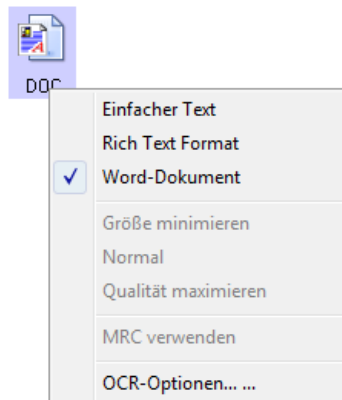 DOC
Einfacher Text
Rich Text Format
Word-Dokument
Größe minimieren
Normal
Qualität maximieren
MRC verwenden
OCR-Optionen... ...